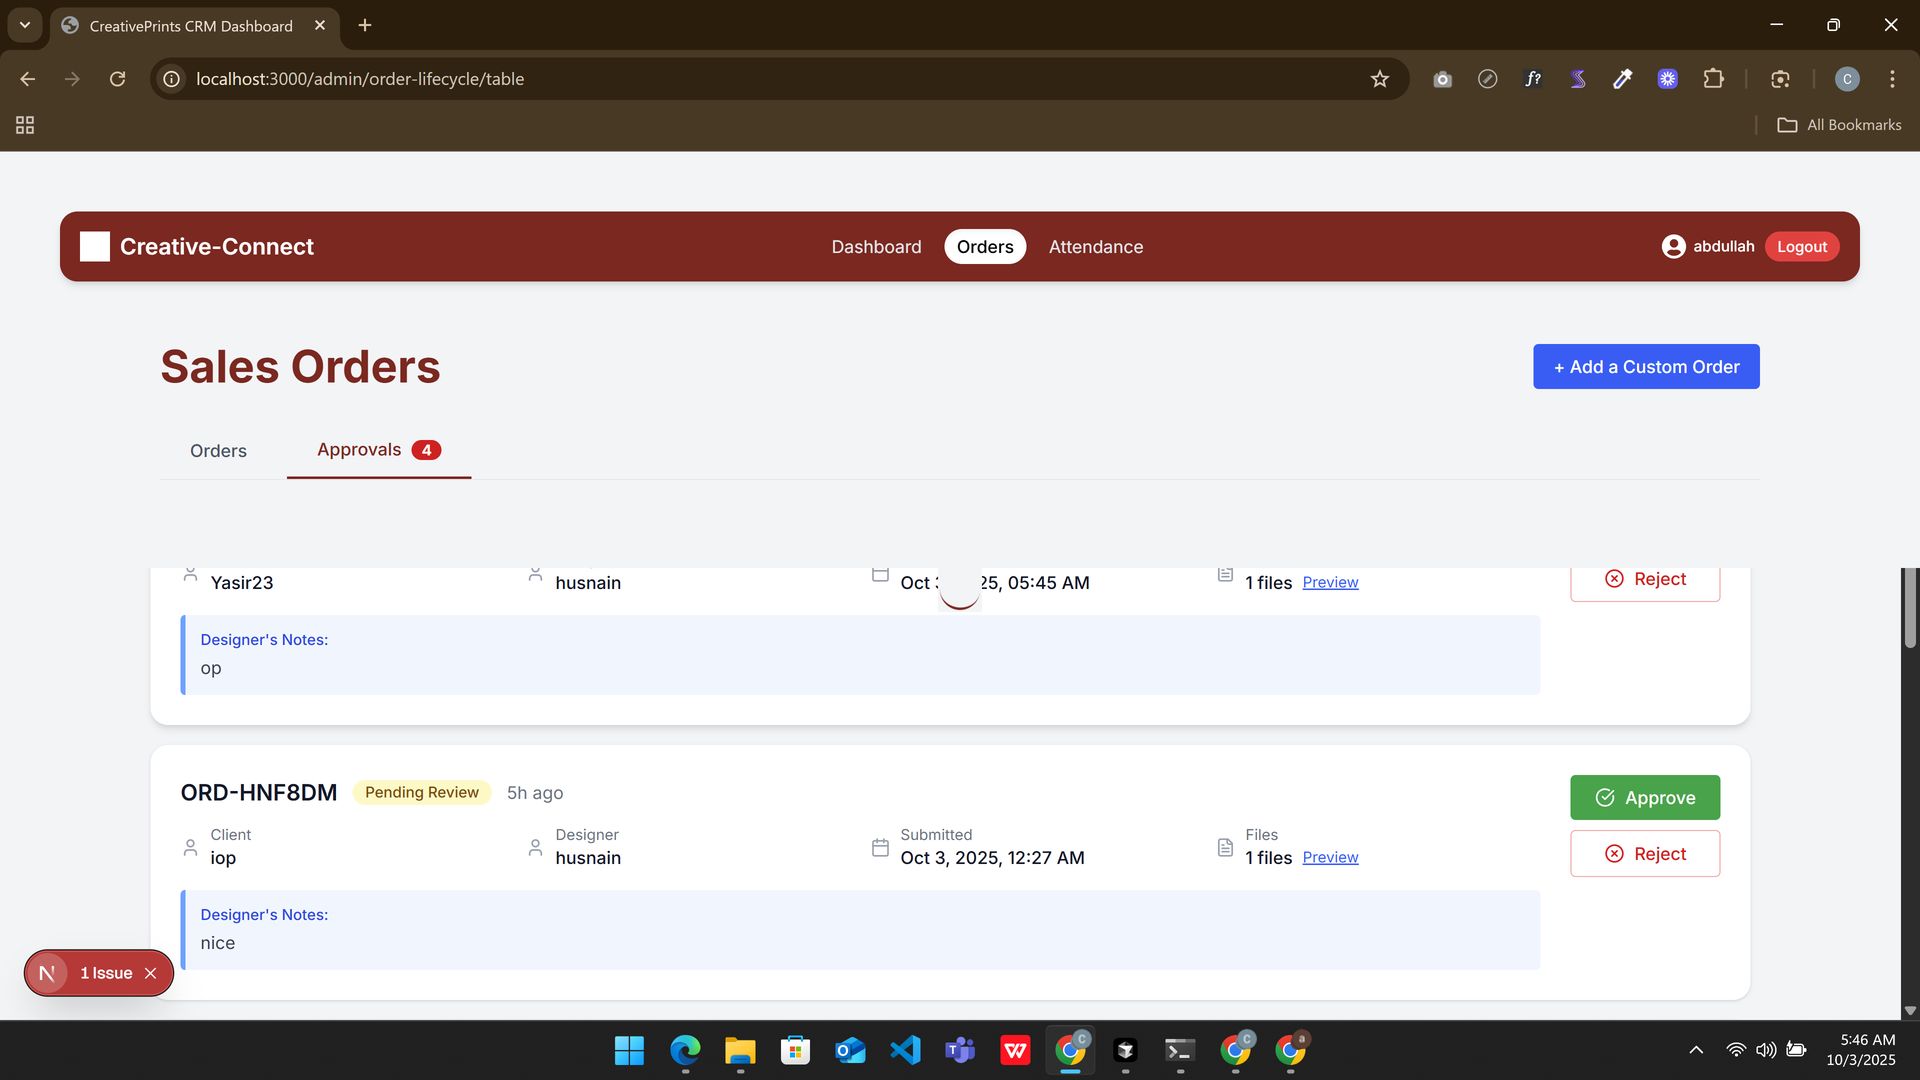 CreativePrints CRM Dashboard
localhost:3000/admin/order-lifecycle/table
f?
C
All Bookmarks
Creative-Connect
Dashboard
Orders
Attendance
abdullah
Logout
Sales Orders
+ Add a Custom Order
Orders
Approvals 4
Yasir23
husnain
Oct 3 25, 05:45 AM
1 files Preview
Reject
Designer's Notes:
op
ORD-HNF8DM Pending Review 5h ago
Approve
Client
iop
Designer
husnain
Submitted
Oct 3, 2025, 12:27 AM
Files
1 files Preview
Reject
Designer's Notes:
nice
N 1 Issue
5:46 AM
10/3/2025